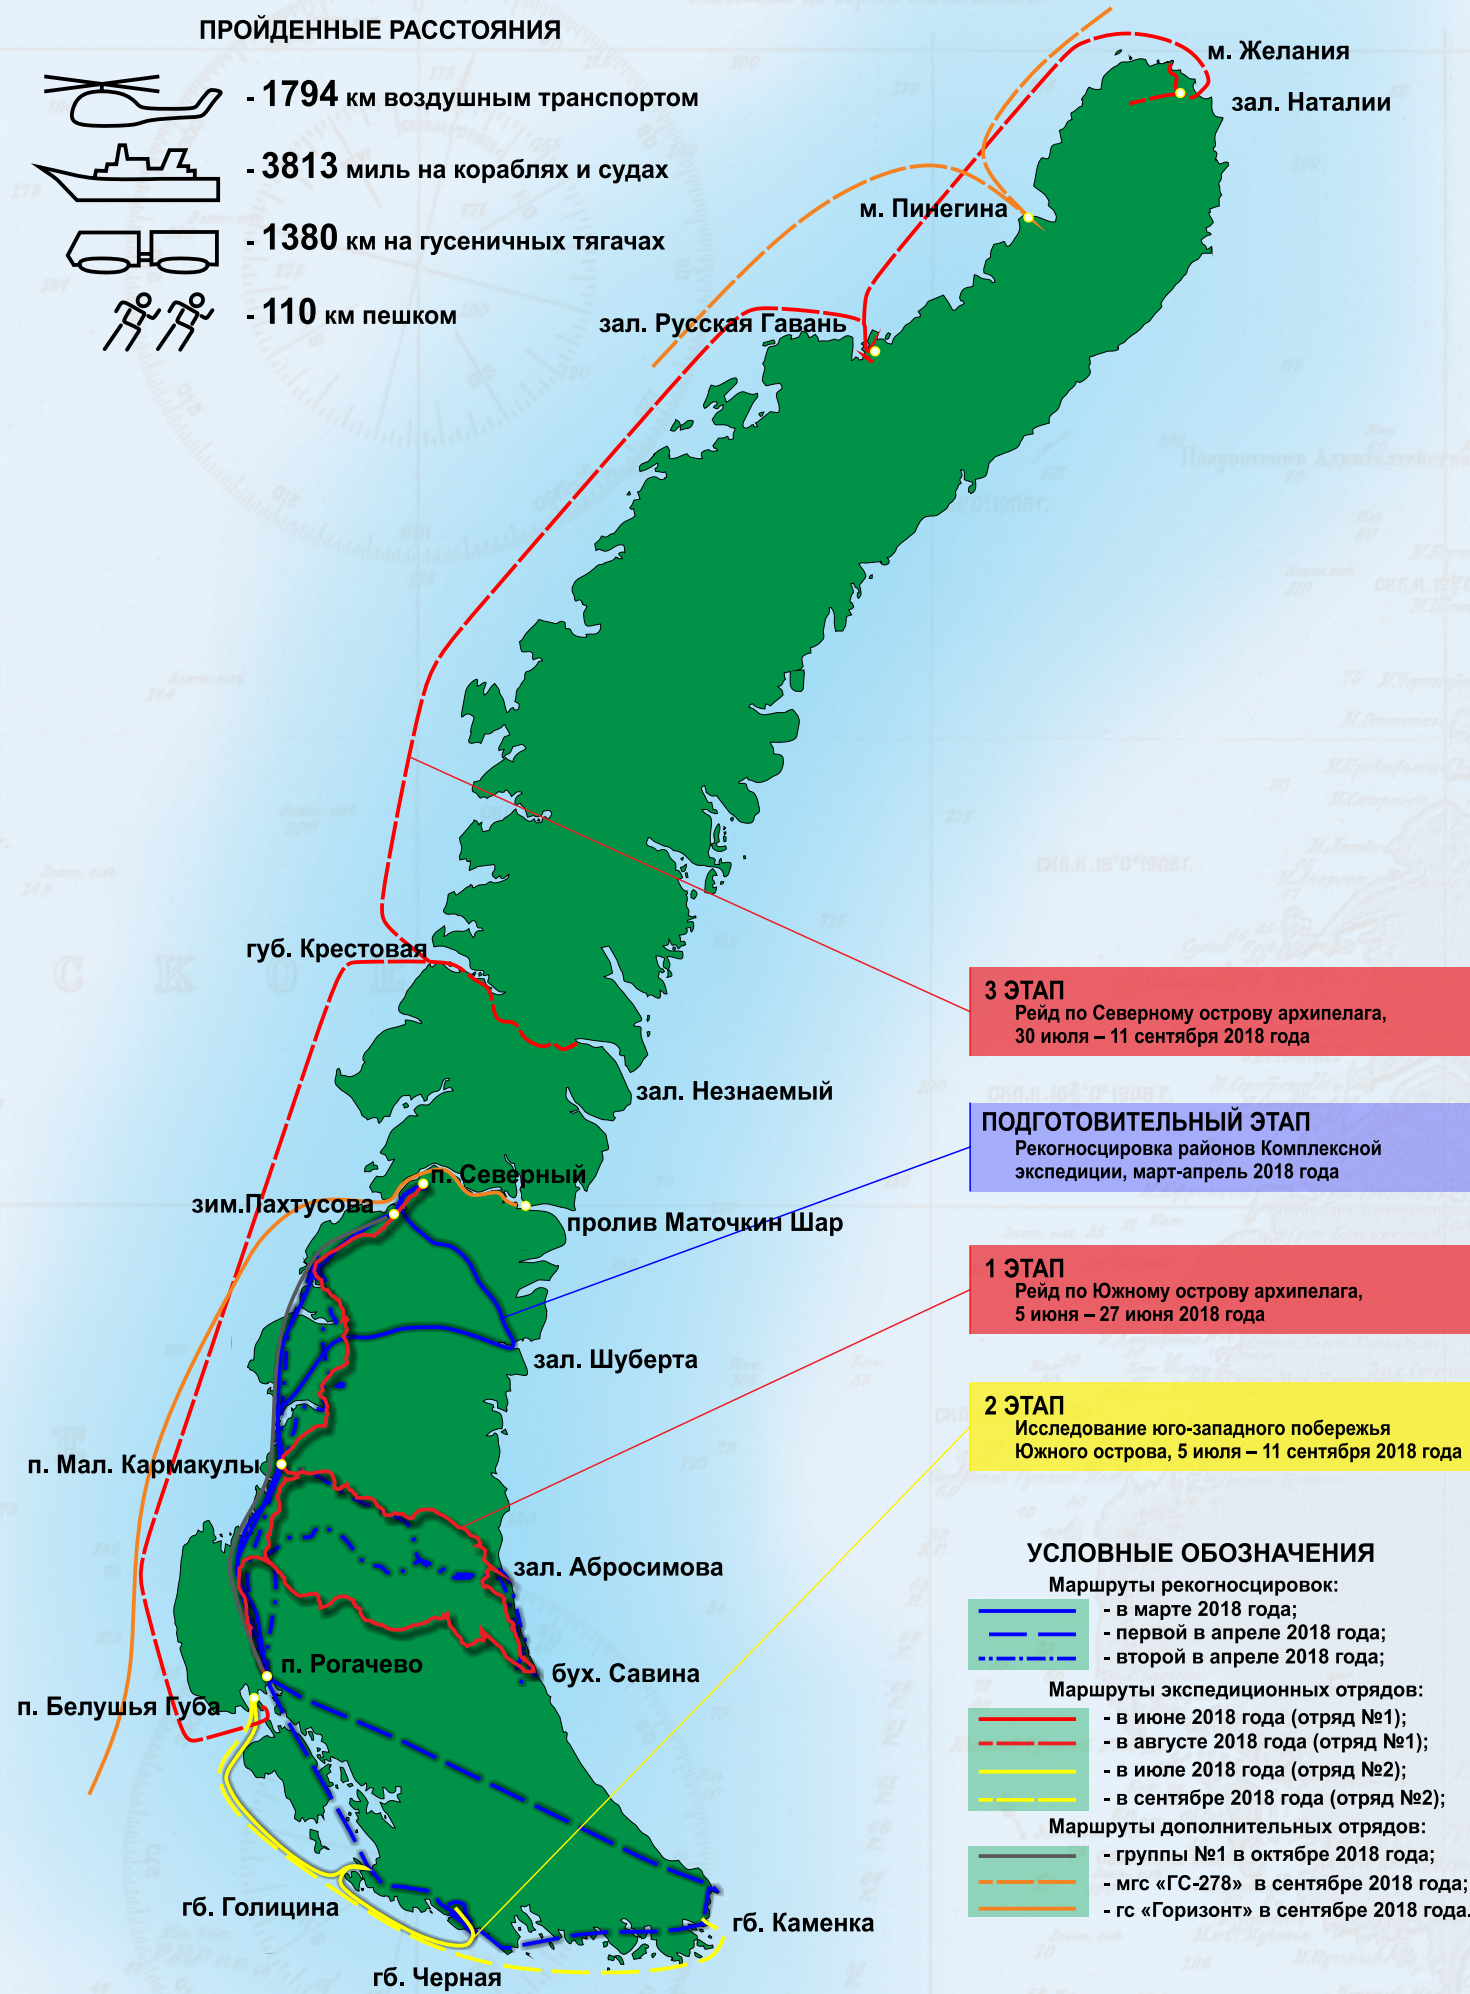 ПРОЙДЕННЫЕ РАССТОЯНИЯ
- 1794 км воздушным транспортом
- 3813 миль на кораблях и судах
- 1380 км на гусеничных тягачах
- 110 км пешком
м. Желания
зал. Наталии
м. Пинегина
зал. Русская Гавань
губ. Крестовая
зал. Незнаемый
п. Северный
зим.Пахтусова
пролив Маточкин Шар
зал. Шуберта
п. Мал. Кармакулы
зал. Абросимова
бух. Савина
п. Рогачево
п. Белушья Губа
гб. Голицина
гб. Каменка
гб. Черная
3 ЭТАП
Рейд по Северному острову архипелага,
30 июля – 11 сентября 2018 года
ПОДГОТОВИТЕЛЬНЫЙ ЭТАП
Рекогносцировка районов Комплексной
экспедиции, март-апрель 2018 года
1 ЭТАП
Рейд по Южному острову архипелага,
5 июня – 27 июня 2018 года
2 ЭТАП
Исследование юго-западного побережья
Южного острова, 5 июля – 11 сентября 2018 года
УСЛОВНЫЕ ОБОЗНАЧЕНИЯ
Маршруты рекогносцировок:
- в марте 2018 года;
- первой в апреле 2018 года;
- второй в апреле 2018 года;
Маршруты экспедиционных отрядов:
- в июне 2018 года (отряд №1);
- в августе 2018 года (отряд №1);
- в июле 2018 года (отряд №2);
- в сентябре 2018 года (отряд №2);
Маршруты дополнительных отрядов:
- группы №1 в октябре 2018 года;
- мгс «ГС-278» в сентябре 2018 года;
- гс «Горизонт» в сентябре 2018 года.
С К О Е